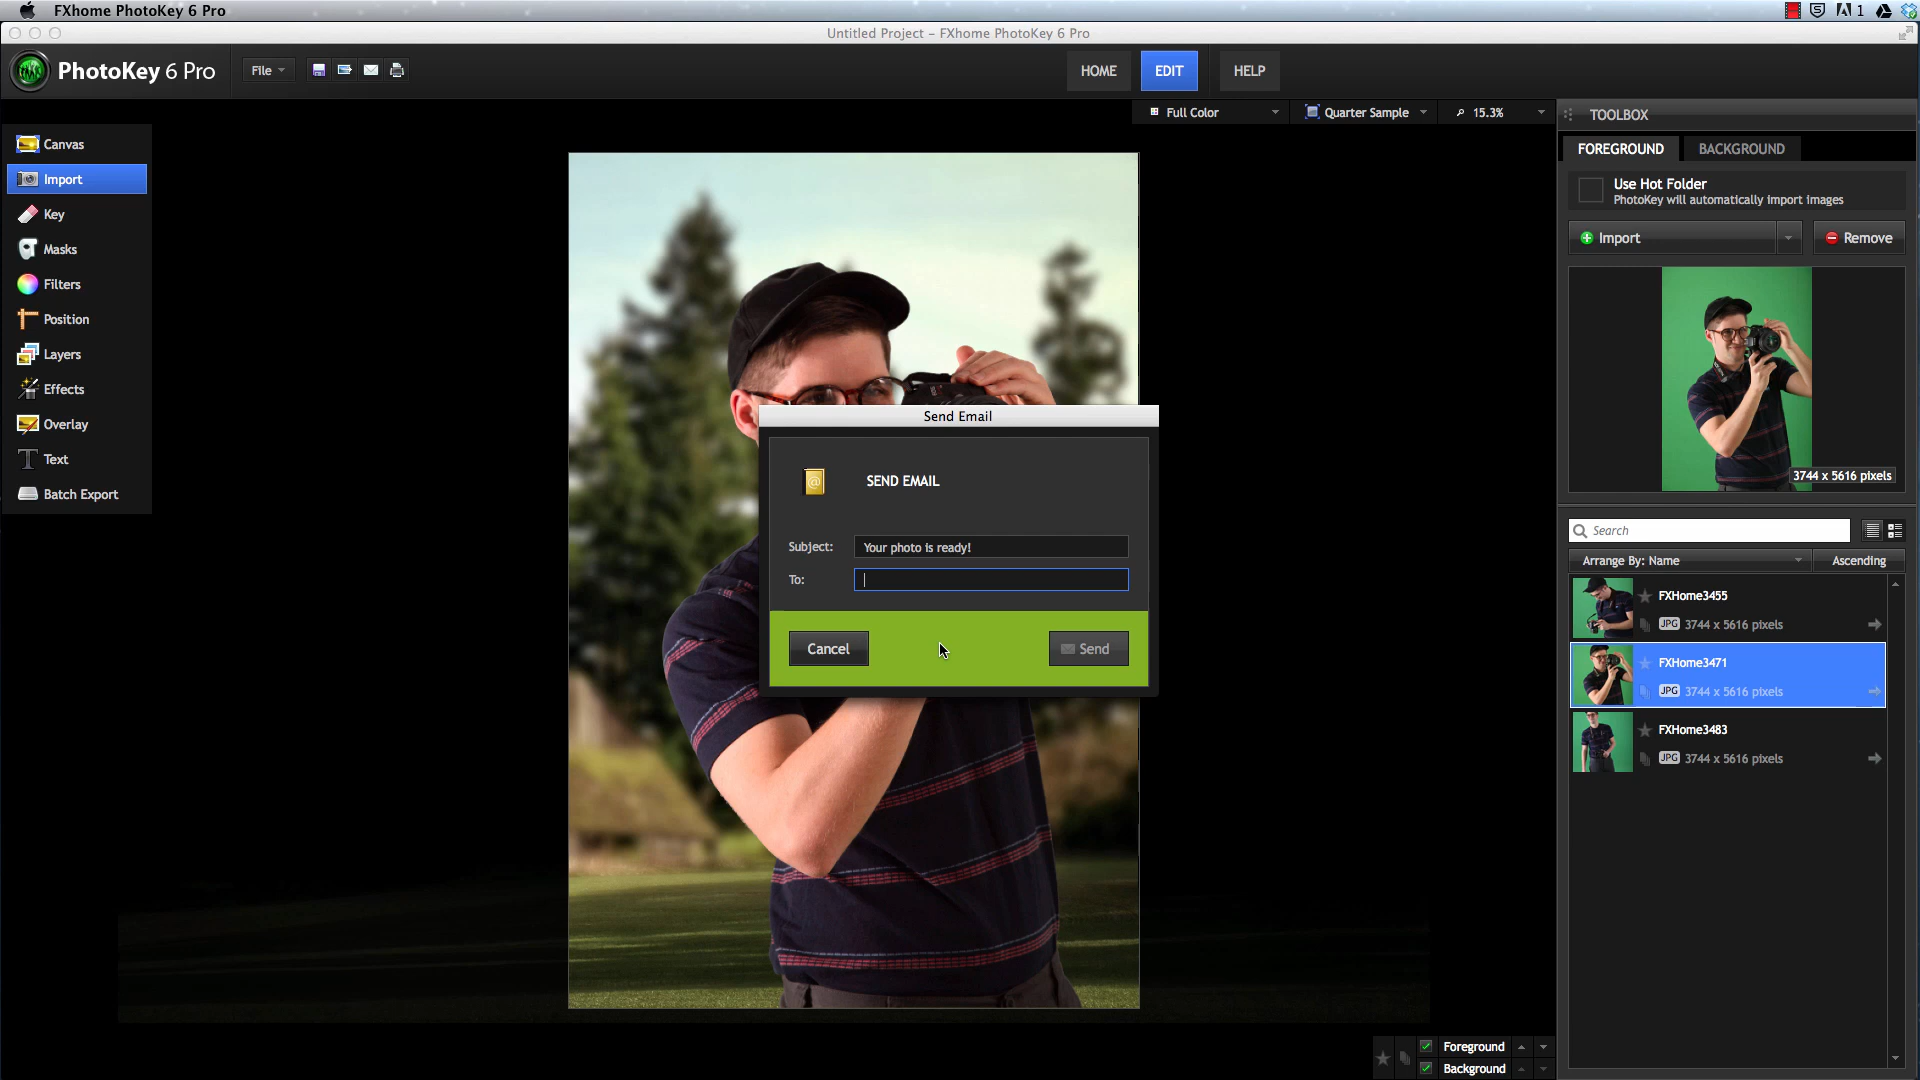 FXhome PhotoKey 6 Pro
1
Untitled Project – FXhome PhotoKey 6 Pro
PhotoKey 6 Pro
File
HOME
EDIT
HELP
Full Color
Quarter Sample
15.3%
Canvas
Import
Key
Masks
Filters
Position
Layers
Effects
Overlay
Text
Batch Export
TOOLBOX
FOREGROUND
BACKGROUND
Use Hot Folder
PhotoKey will automatically import images
Import
Remove
3744 x 5616 pixels
Search
Arrange By: Name
Ascending
FXHome3455
JPG 3744 x 5616 pixels
FXHome3471
JPG 3744 x 5616 pixels
FXHome3483
JPG 3744 x 5616 pixels
Send Email
SEND EMAIL
Subject: Your photo is ready!
To:
Cancel
Send
Foreground
Background